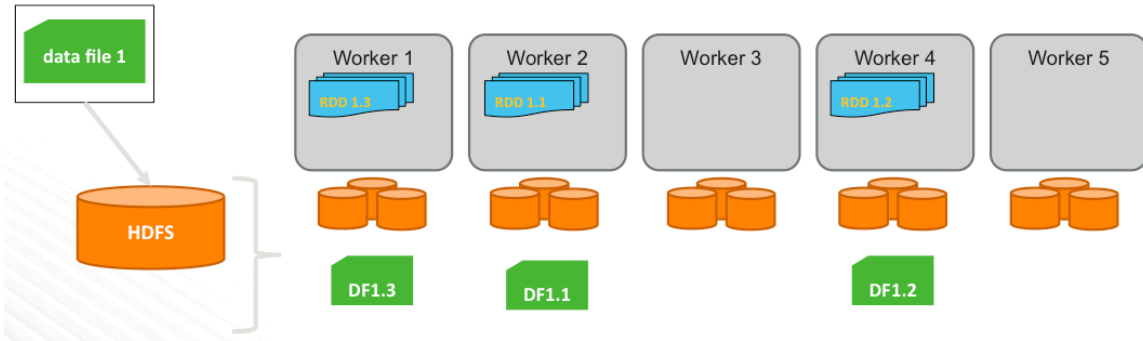 data file 1
Worker 1
Worker 2
Worker 3
Worker 4
Worker 5
RDD 1.3
RDD 1.1
RDD 1.2
HDFS
DF1.3
DF1.1
DF1.2